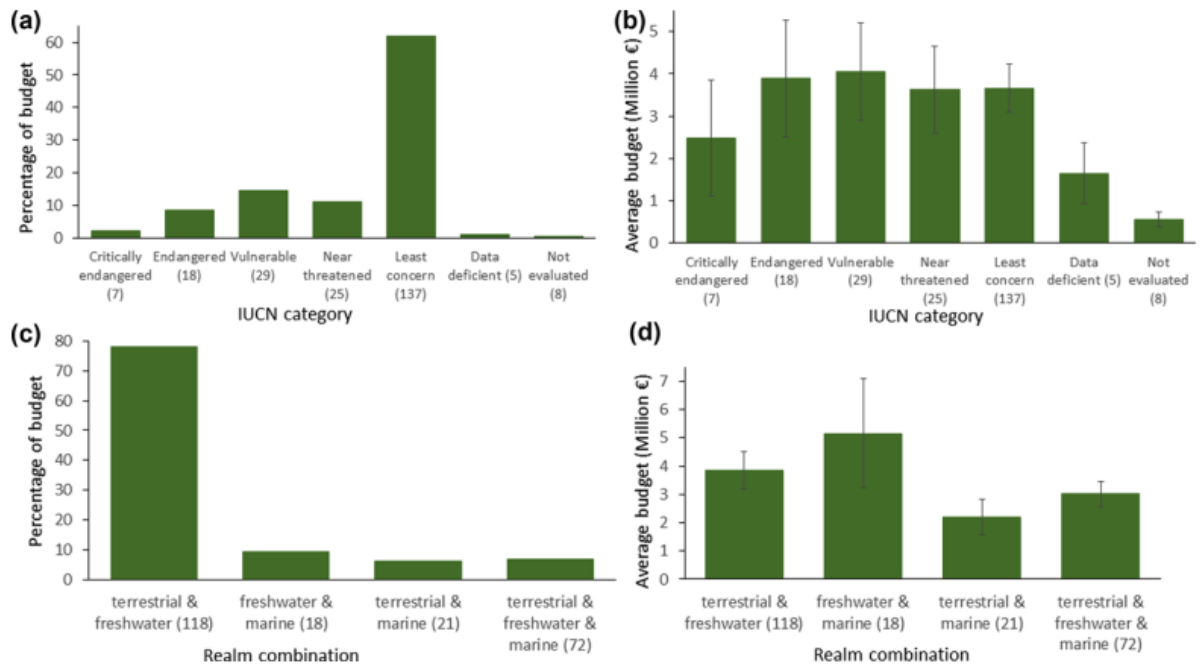 (a)
Percentage of budget
60
50
40
30
20
10
0
Critically Endangered Vulnerable Near Least Data Not
endangered (18) (29) threatened concern deficient (5) evaluated
(7) (25) (137) (8)
IUCN category
(b)
Average budget (Million €)
5
4
3
2
1
0
Critically Endangered Vulnerable Near Least Data Not
endangered (18) (29) threatened concern deficient (5) evaluated
(7) (25) (137) (8)
IUCN category
(c)
Percentage of budget
80
70
60
50
40
30
20
10
0
terrestrial & freshwater & terrestrial & terrestrial &
freshwater (118) marine (18) marine (21) freshwater &
marine (72)
Realm combination
(d)
Average budget (Million €)
7
6
5
4
3
2
1
0
terrestrial & freshwater & terrestrial & terrestrial &
freshwater (118) marine (18) marine (21) freshwater &
marine (72)
Realm combination